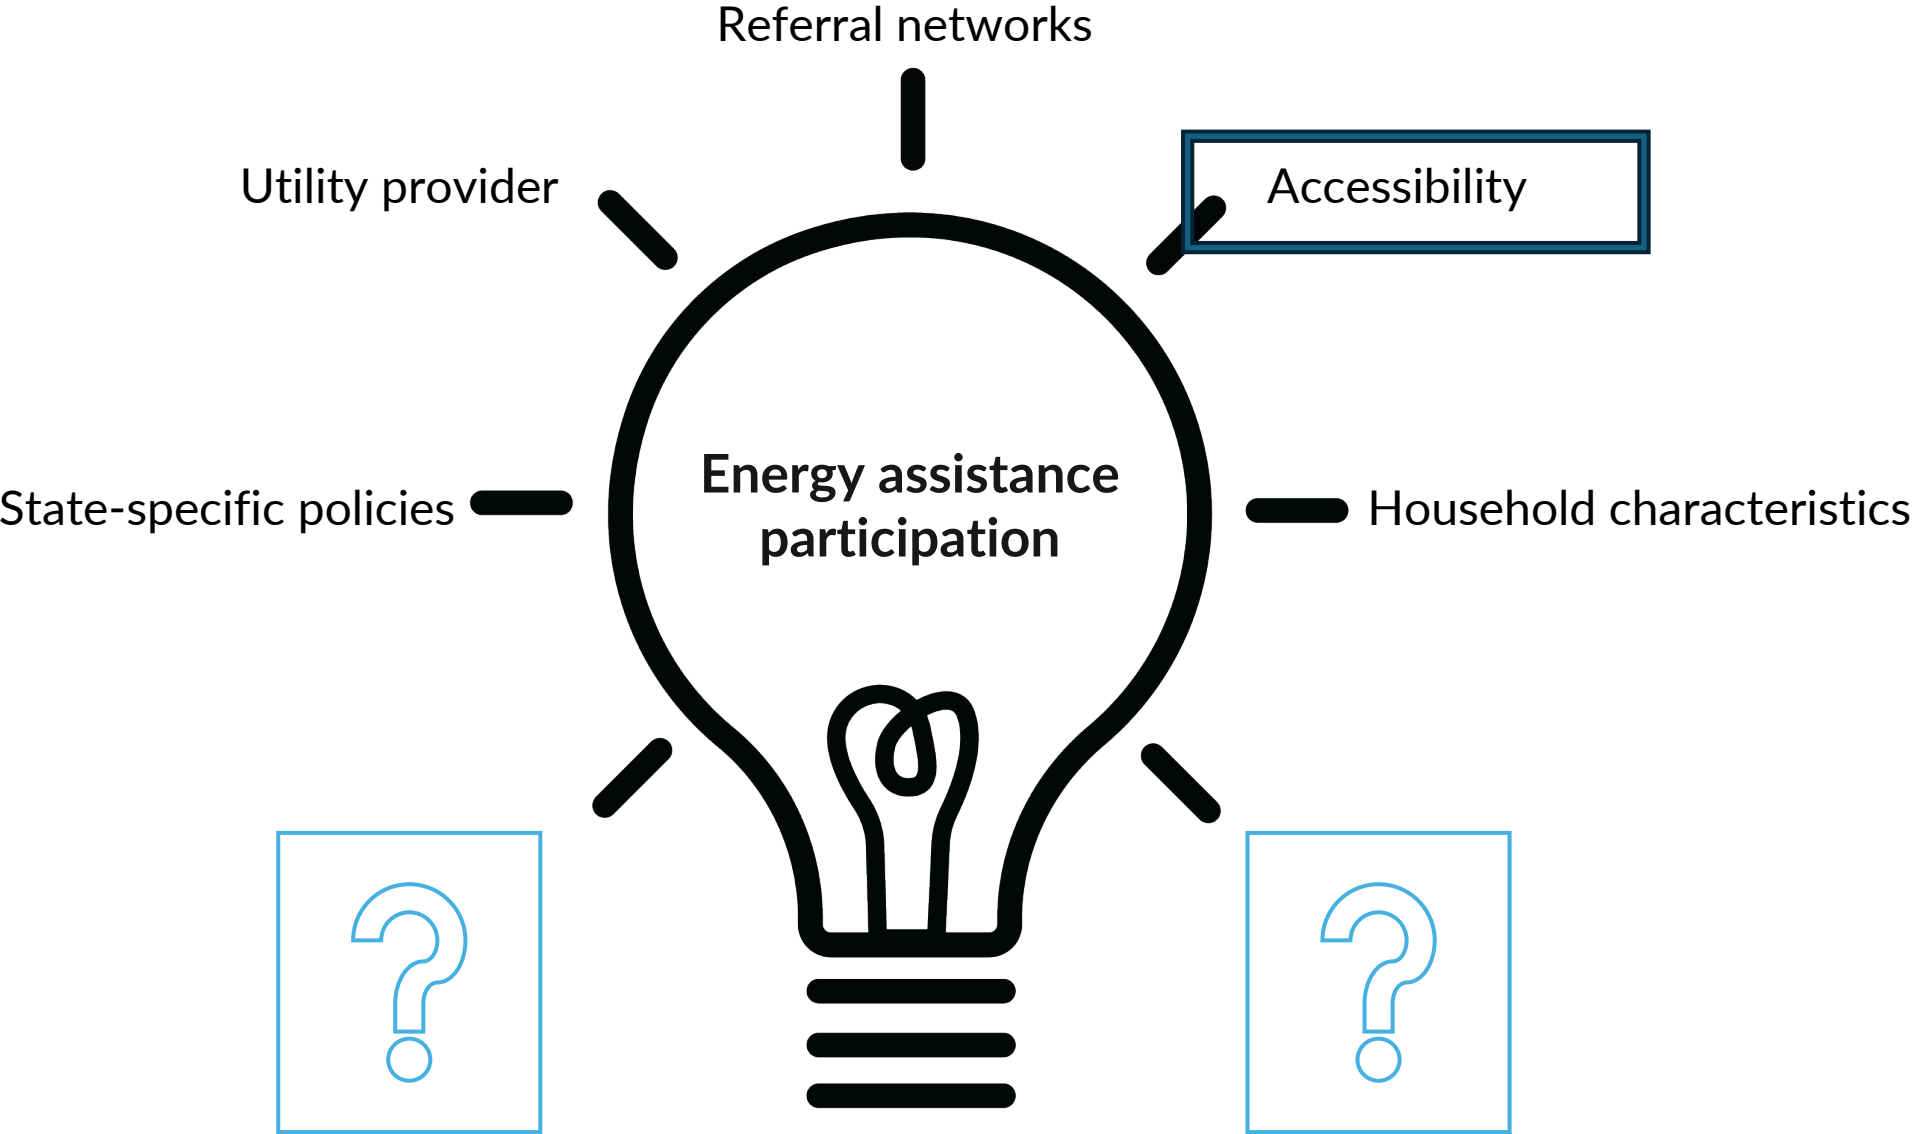 Referral networks
Utility provider
Accessibility
Energy assistance
participation
State-specific policies
Household characteristics
?
?